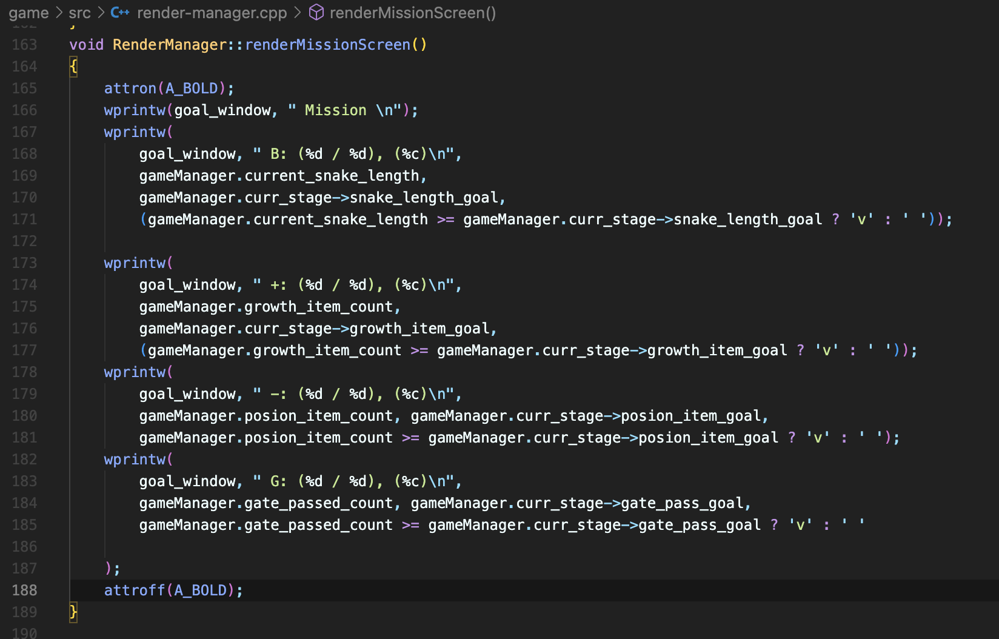 game > src > C++ render-manager.cpp > renderMissionScreen()
162 }
163 void RenderManager::renderMissionScreen()
164 {
165     attron(A_BOLD);
166     wprintw(goal_window, " Mission \n");
167     wprintw(
168         goal_window, " B: (%d / %d), (%c)\n",
169         gameManager.current_snake_length,
170         gameManager.curr_stage->snake_length_goal,
171         (gameManager.current_snake_length >= gameManager.curr_stage->snake_length_goal ? 'v' : ' '));
172
173     wprintw(
174         goal_window, " +: (%d / %d), (%c)\n",
175         gameManager.growth_item_count,
176         gameManager.curr_stage->growth_item_goal,
177         (gameManager.growth_item_count >= gameManager.curr_stage->growth_item_goal ? 'v' : ' '));
178     wprintw(
179         goal_window, " -: (%d / %d), (%c)\n",
180         gameManager.posion_item_count, gameManager.curr_stage->posion_item_goal,
181         gameManager.posion_item_count >= gameManager.curr_stage->posion_item_goal ? 'v' : ' ');
182     wprintw(
183         goal_window, " G: (%d / %d), (%c)\n",
184         gameManager.gate_passed_count, gameManager.curr_stage->gate_pass_goal,
185         gameManager.gate_passed_count >= gameManager.curr_stage->gate_pass_goal ? 'v' : ' '
186
187     );
188     attroff(A_BOLD);
189 }
190